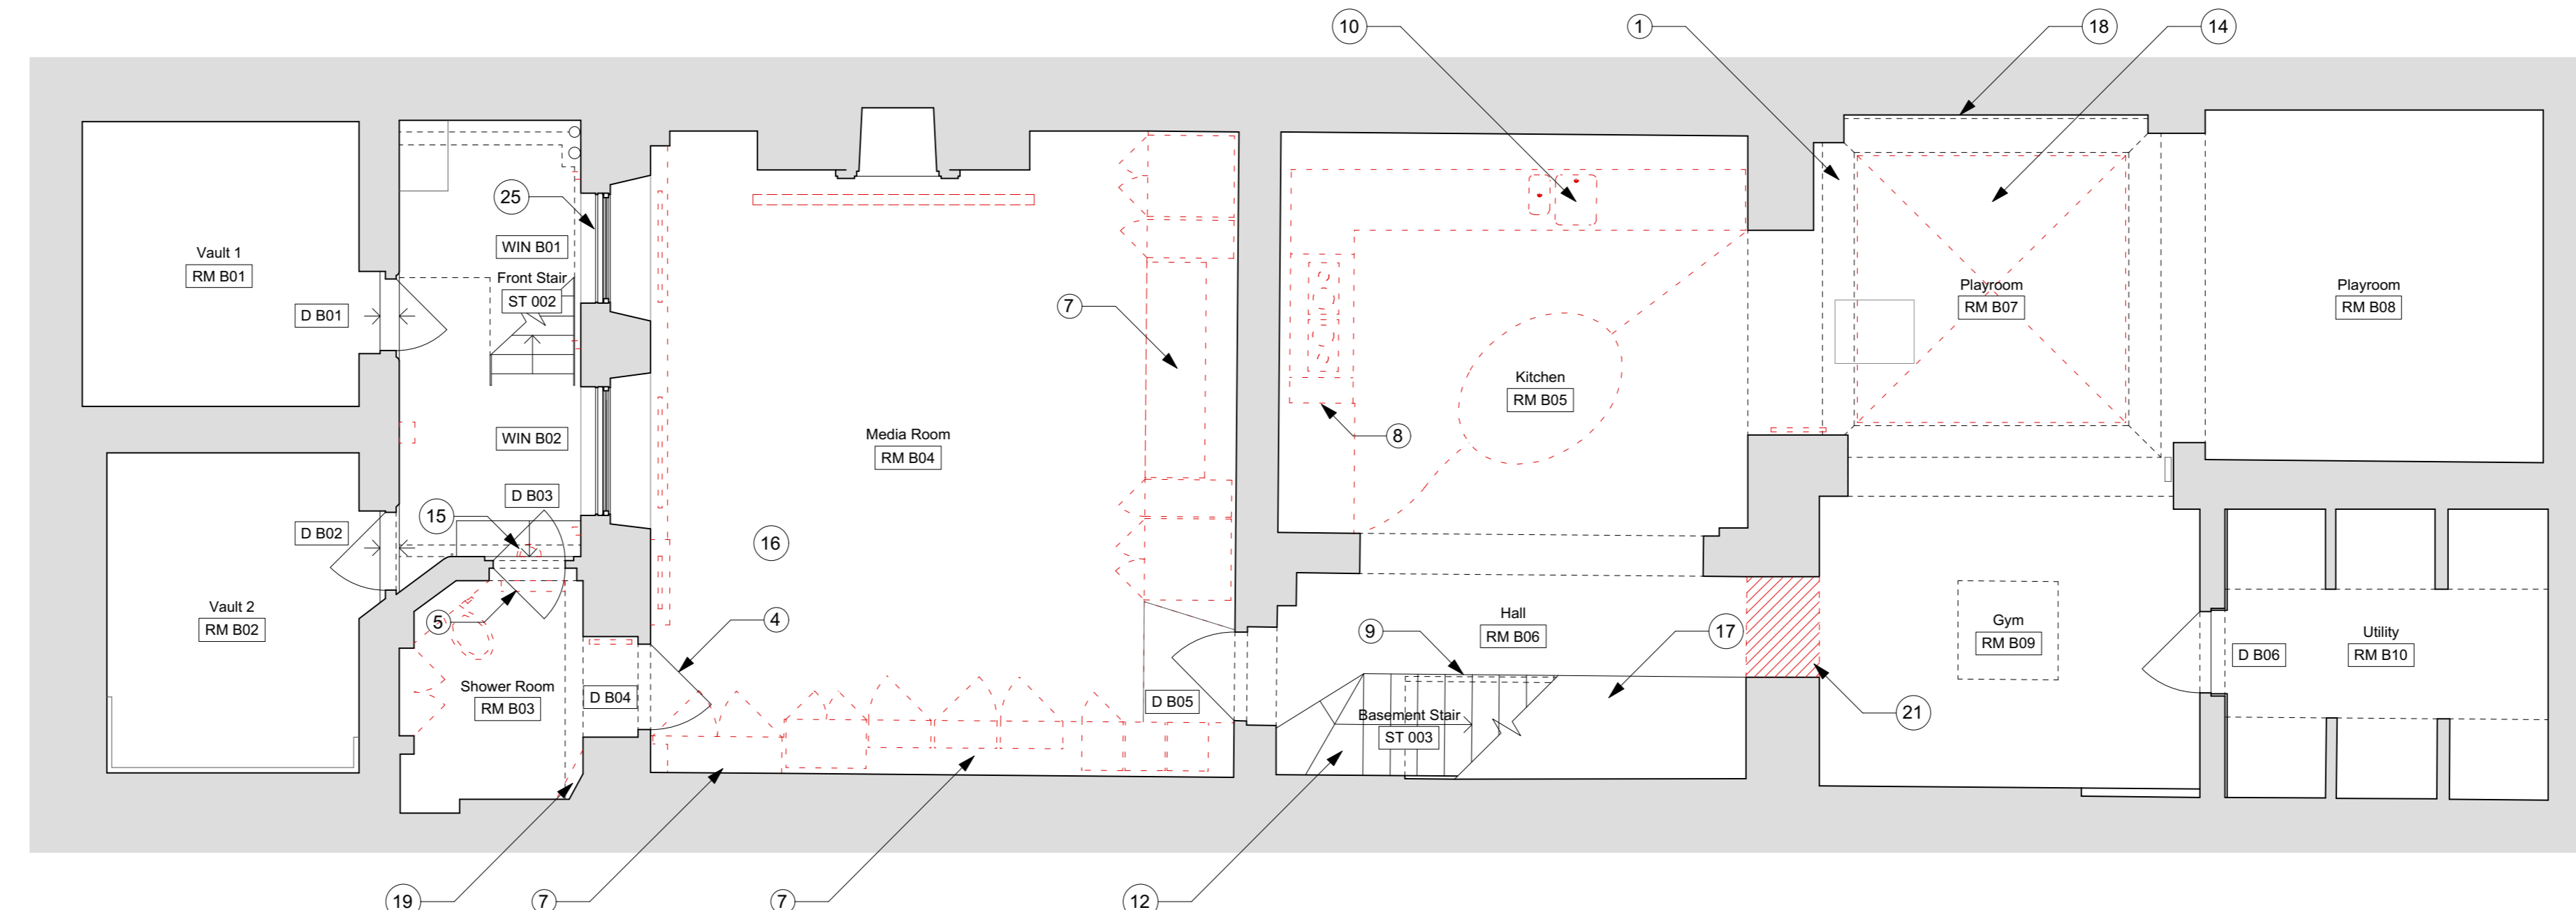 10
1
18
14
25
WIN B01
Vault 1
RM B01
Front Stair
ST 002
D B01
7
Playroom
RM B07
Playroom
RM B08
Kitchen
RM B05
8
WIN B02
Media Room
RM B04
D B03
15
D B02
16
Vault 2
RM B02
5
4
9
Hall
RM B06
17
Gym
RM B09
D B06
Utility
RM B10
Shower Room
RM B03
D B04
D B05
Basement Stair
ST 003
21
19
7
7
12